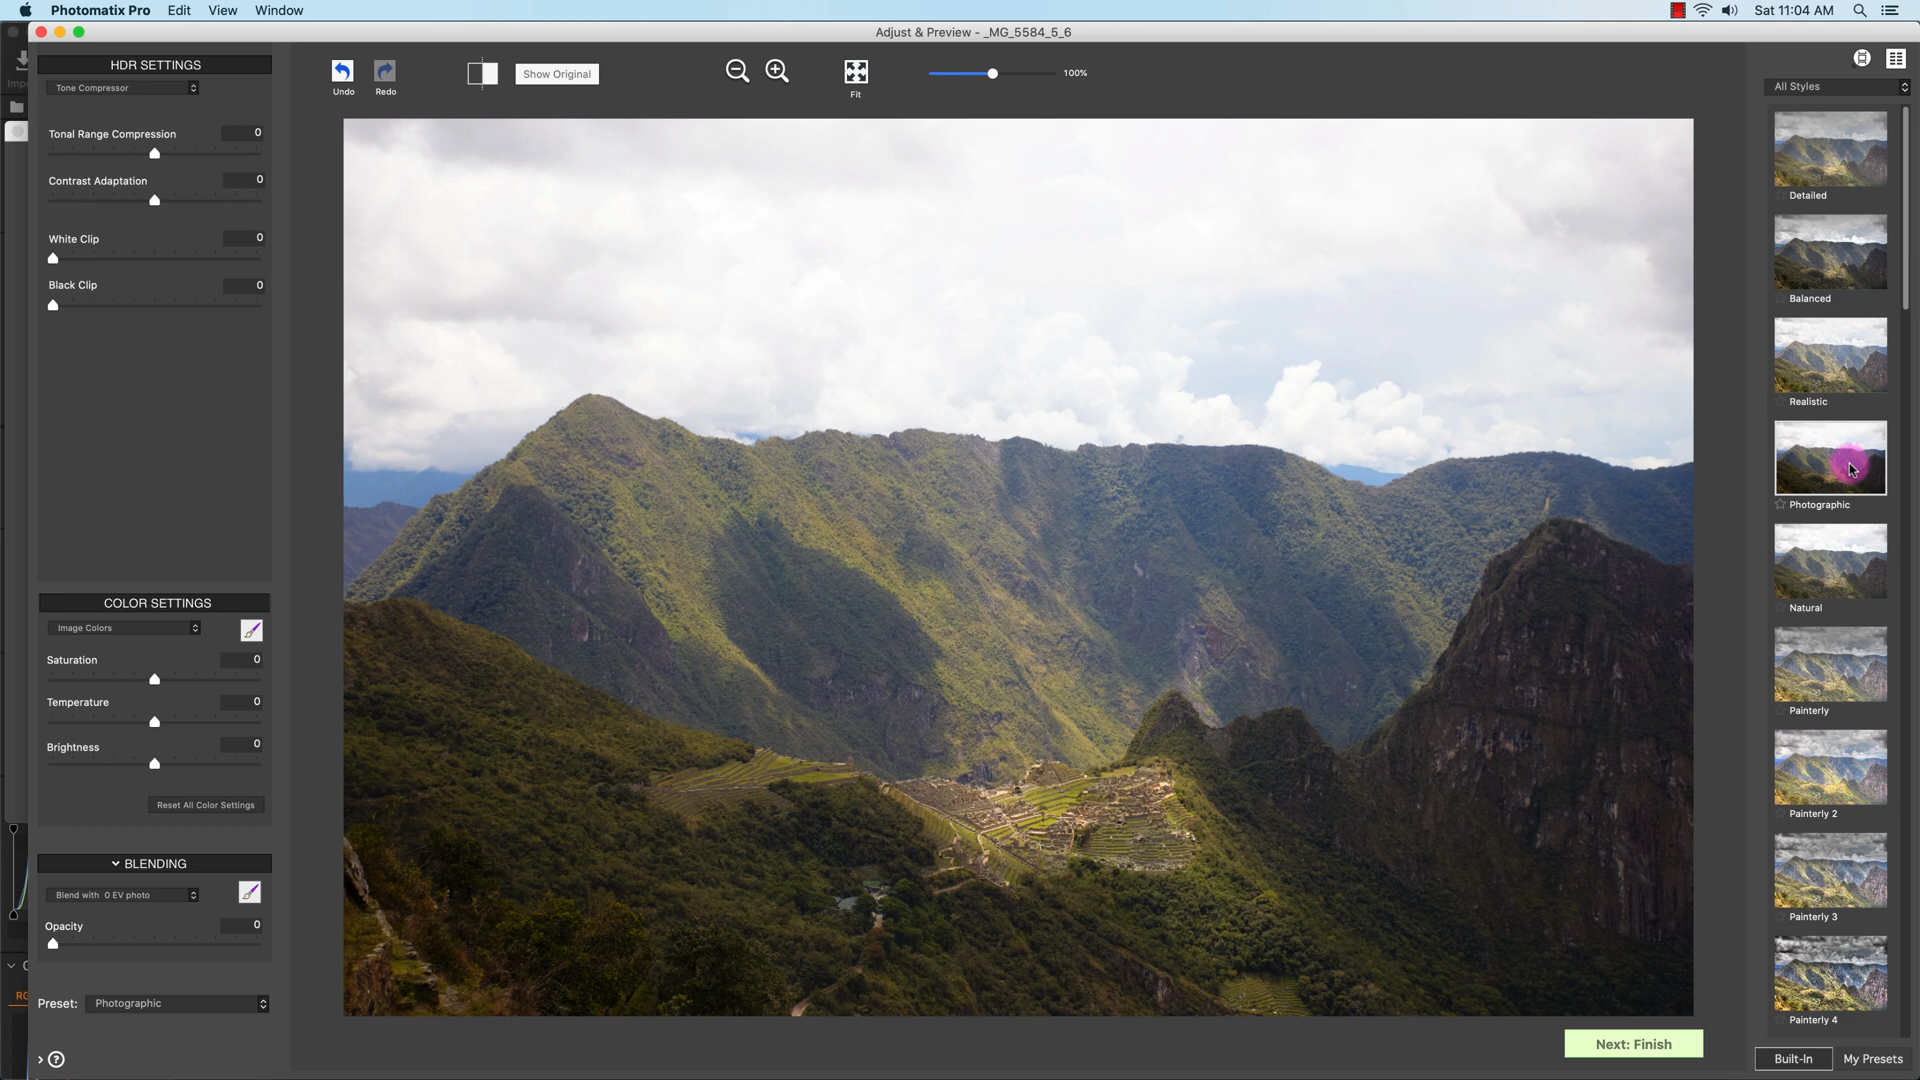 Photomatix Pro Edit View Window
Sat 11:04 AM
Adjust & Preview - _MG_5584_5_6
HDR SETTINGS
Tone Compressor
Tonal Range Compression 0
Contrast Adaptation 0
White Clip 0
Black Clip 0
COLOR SETTINGS
Image Colors
Saturation 0
Temperature 0
Brightness 0
Reset All Color Settings
BLENDING
Blend with 0 EV photo
Opacity 0
Preset: Photographic
?
Undo
Redo
Show Original
Fit
100%
All Styles
Detailed
Balanced
Realistic
Photographic
Natural
Painterly
Painterly 2
Painterly 3
Painterly 4
Next: Finish
Built-In
My Presets